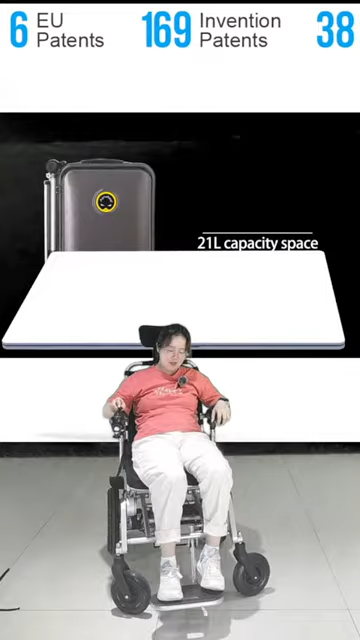 6 EU
Patents
169 Invention
Patents
38
21L capacity space